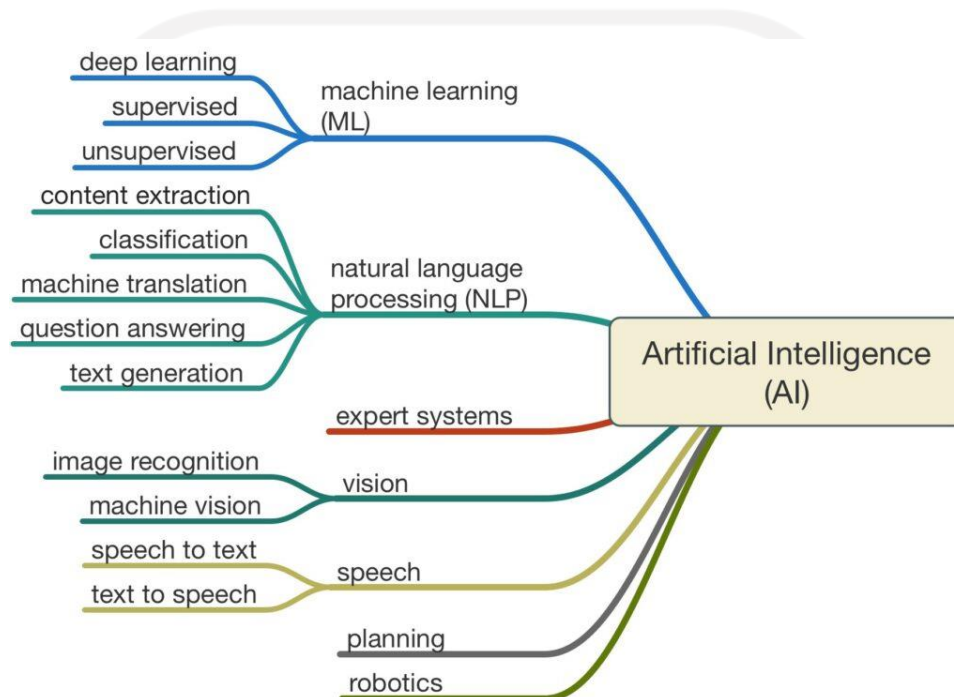 deep learning
supervised
unsupervised
machine learning
(ML)
content extraction
classification
machine translation
question answering
text generation
natural language
processing (NLP)
expert systems
image recognition
machine vision
vision
speech to text
text to speech
speech
planning
robotics
Artificial Intelligence
(AI)